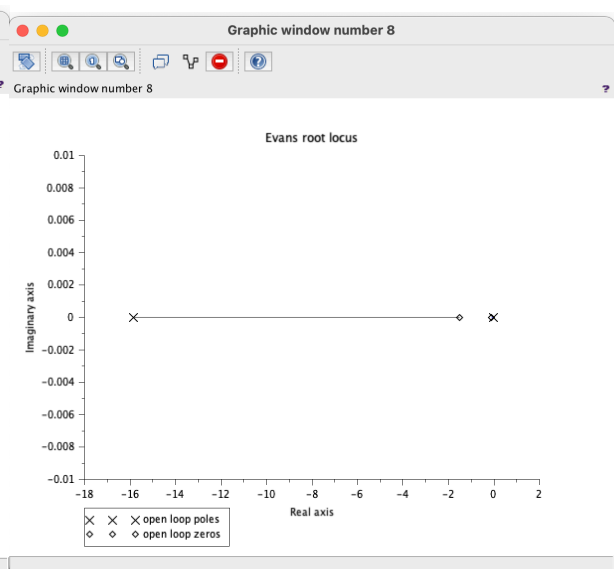 Graphic window number 8
Graphic window number 8
?
Evans root locus
0.01
0.008
0.006
0.004
0.002
0
-0.002
-0.004
-0.006
-0.008
-0.01
Imaginary axis
-18 -16 -14 -12 -10 -8 -6 -4 -2 0 2
Real axis
open loop poles
open loop zeros